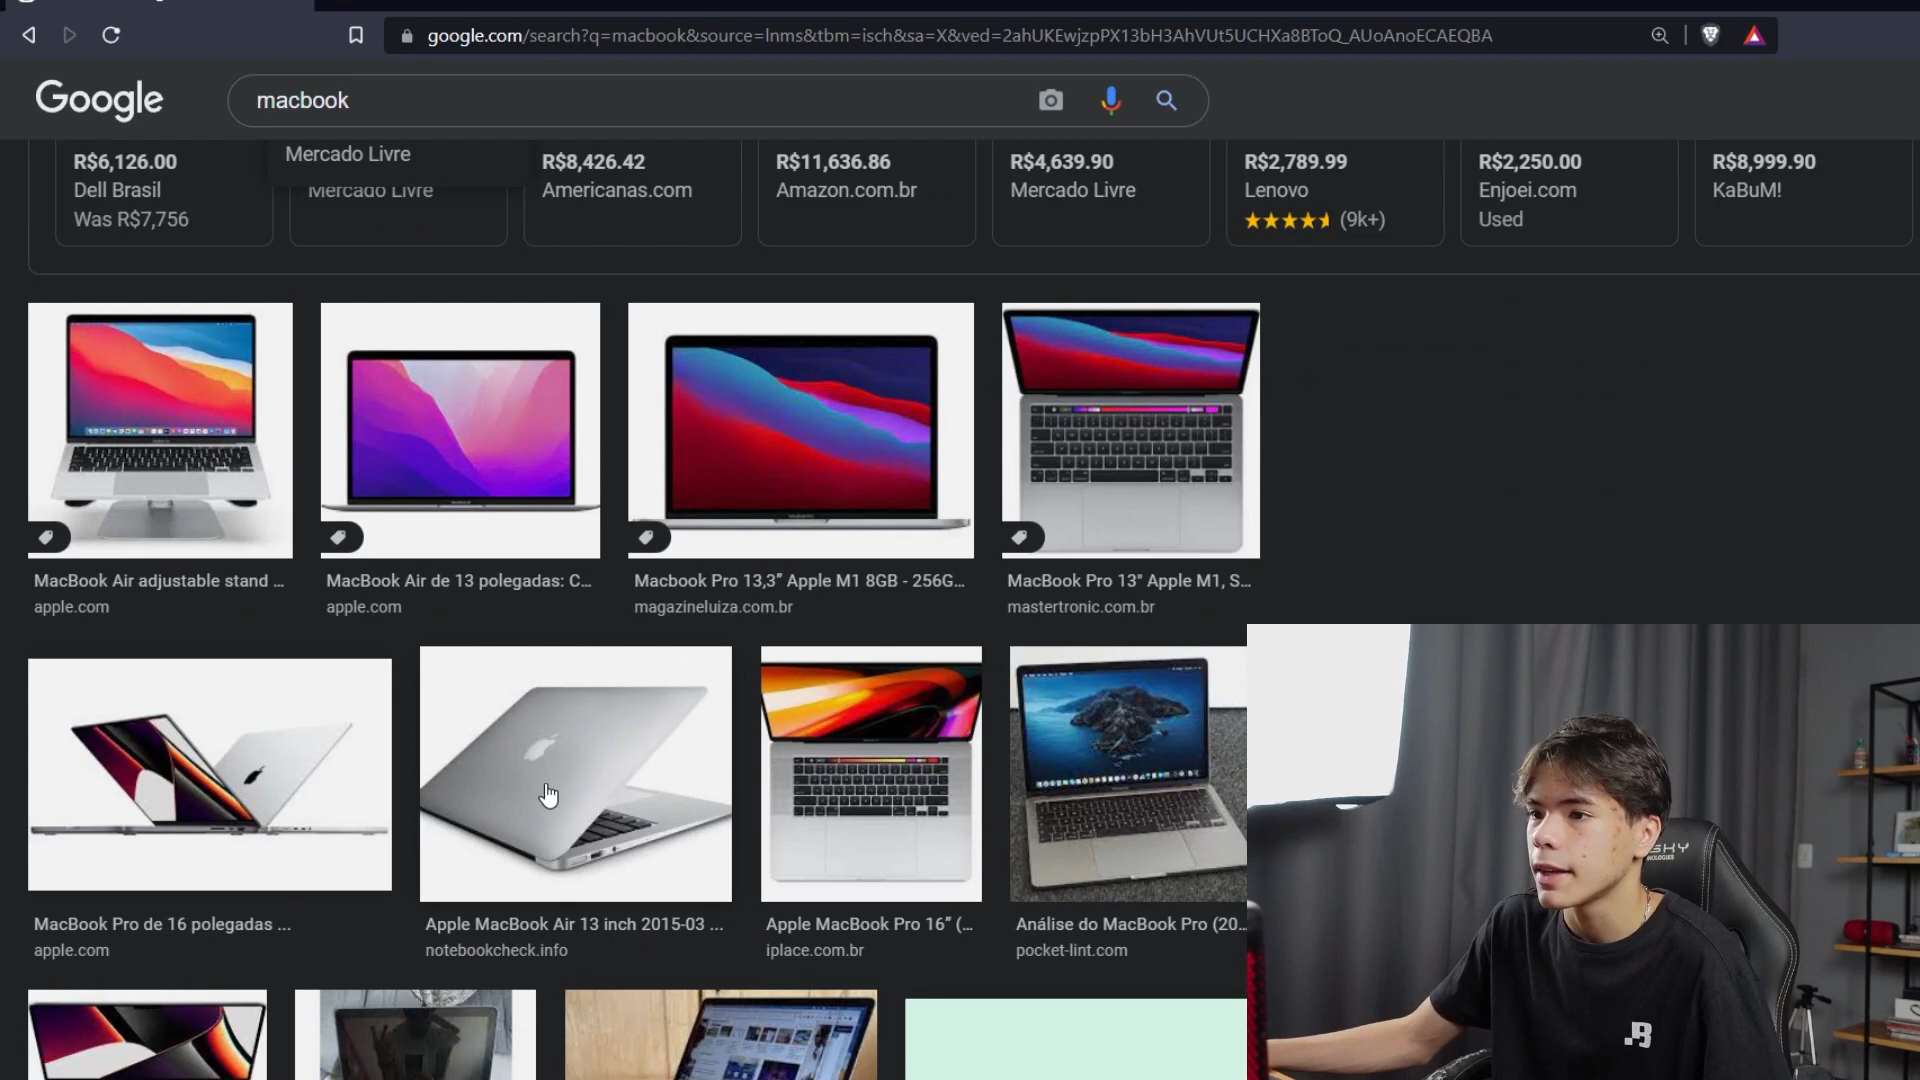 google.com/search?q=macbook&source=lnms&tbm=isch&sa=X&ved=2ahUKEwjzpPX13bH3AhVUt5UCHXa8BToQ_AUoAnoECAEQBA
Google
macbook
R$6,126.00
Dell Brasil
Was R$7,756
Mercado Livre
Mercado Livre
R$8,426.42
Americanas.com
R$11,636.86
Amazon.com.br
R$4,639.90
Mercado Livre
R$2,789.99
Lenovo
(9k+)
R$2,250.00
Enjoei.com
Used
R$8,999.90
KaBuM!
MacBook Air adjustable stand ...
apple.com
MacBook Air de 13 polegadas: C...
apple.com
Macbook Pro 13,3” Apple M1 8GB - 256G...
magazineluiza.com.br
MacBook Pro 13" Apple M1, S...
mastertronic.com.br
MacBook Pro de 16 polegadas ...
apple.com
Apple MacBook Air 13 inch 2015-03 ...
notebookcheck.info
Apple MacBook Pro 16” (...
iplace.com.br
Análise do MacBook Pro (20...
pocket-lint.com